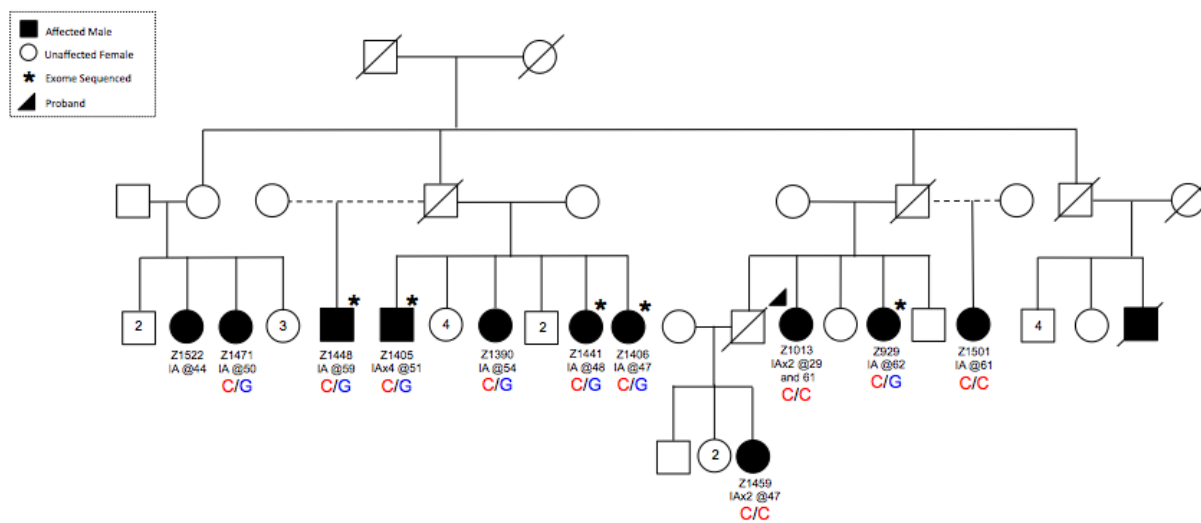 Affected Male
Unaffected Female
* Exome Sequenced
Proband
* * * * *
2 3 4 2 4
Z1522 Z1471 Z1448 Z1405 Z1390 Z1441 Z1406 Z1013 Z929 Z1501
IA @44 IA @50 IA @59 IAx4 @51 IA @54 IA @48 IA @47 IAx2 @29 IA @62 IA @61
and 61
C/G C/G C/G C/G C/G C/G C/C C/G C/C
2
Z1459
IAx2 @47
C/C